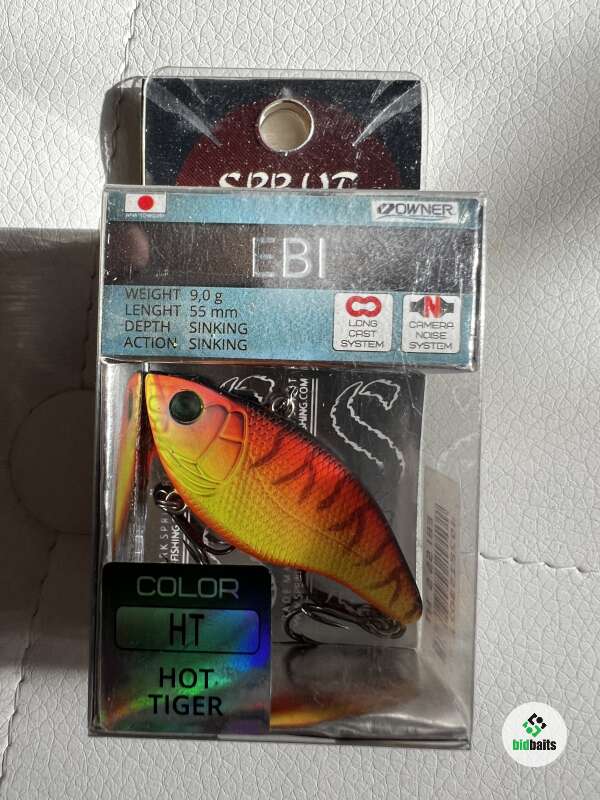 SPRUT
OWNER
EBI
WEIGHT 9,0 g
LENGHT 55 mm
DEPTH SINKING
ACTION SINKING
LONG
CAST
SYSTEM
N
CAMERA
NOISE
SYSTEM
COLOR
HT
HOT
TIGER
bidbaits